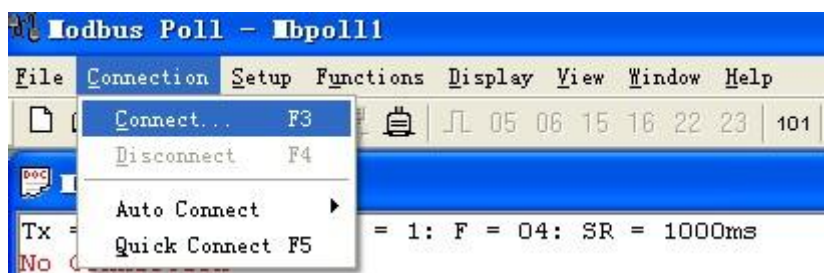 Modbus Poll - Mbpoll1
File Connection Setup Functions Display View Window Help
Connect... F3
05 06 15 16 22 23 101
Disconnect F4
Auto Connect
Tx = 1: F = 04: SR = 1000ms
Quick Connect F5
No